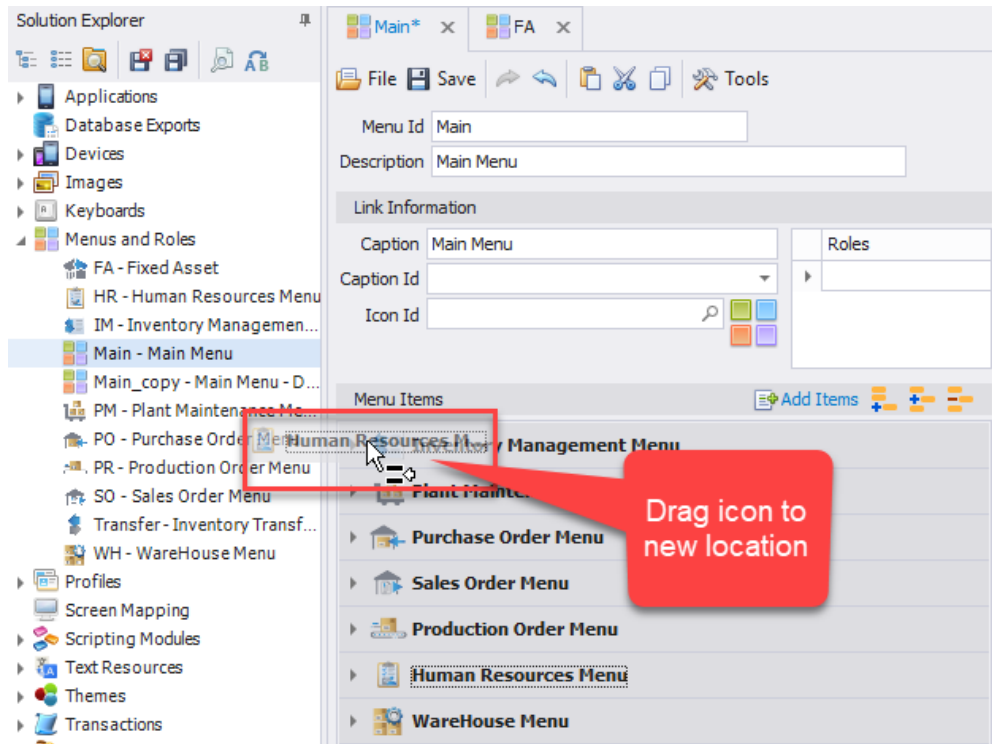 Solution Explorer
Applications
Database Exports
Devices
Images
Keyboards
Menus and Roles
FA - Fixed Asset
HR - Human Resources Menu
IM - Inventory Managemen...
Main - Main Menu
Main_copy - Main Menu - D...
PM - Plant Maintenance Me...
PO - Purchase Order Menu
PR - Production Order Menu
SO - Sales Order Menu
Transfer - Inventory Transf...
WH - WareHouse Menu
Profiles
Screen Mapping
Scripting Modules
Text Resources
Themes
Transactions
Main*
FA
File
Save
Tools
Menu Id
Main
Description
Main Menu
Link Information
Caption
Main Menu
Caption Id
Icon Id
Roles
Menu Items
Add Items
Human Resources M...
Management Menu
Plant
Purchase Order Menu
Sales Order Menu
Production Order Menu
Human Resources Menu
WareHouse Menu
Drag icon to
new location